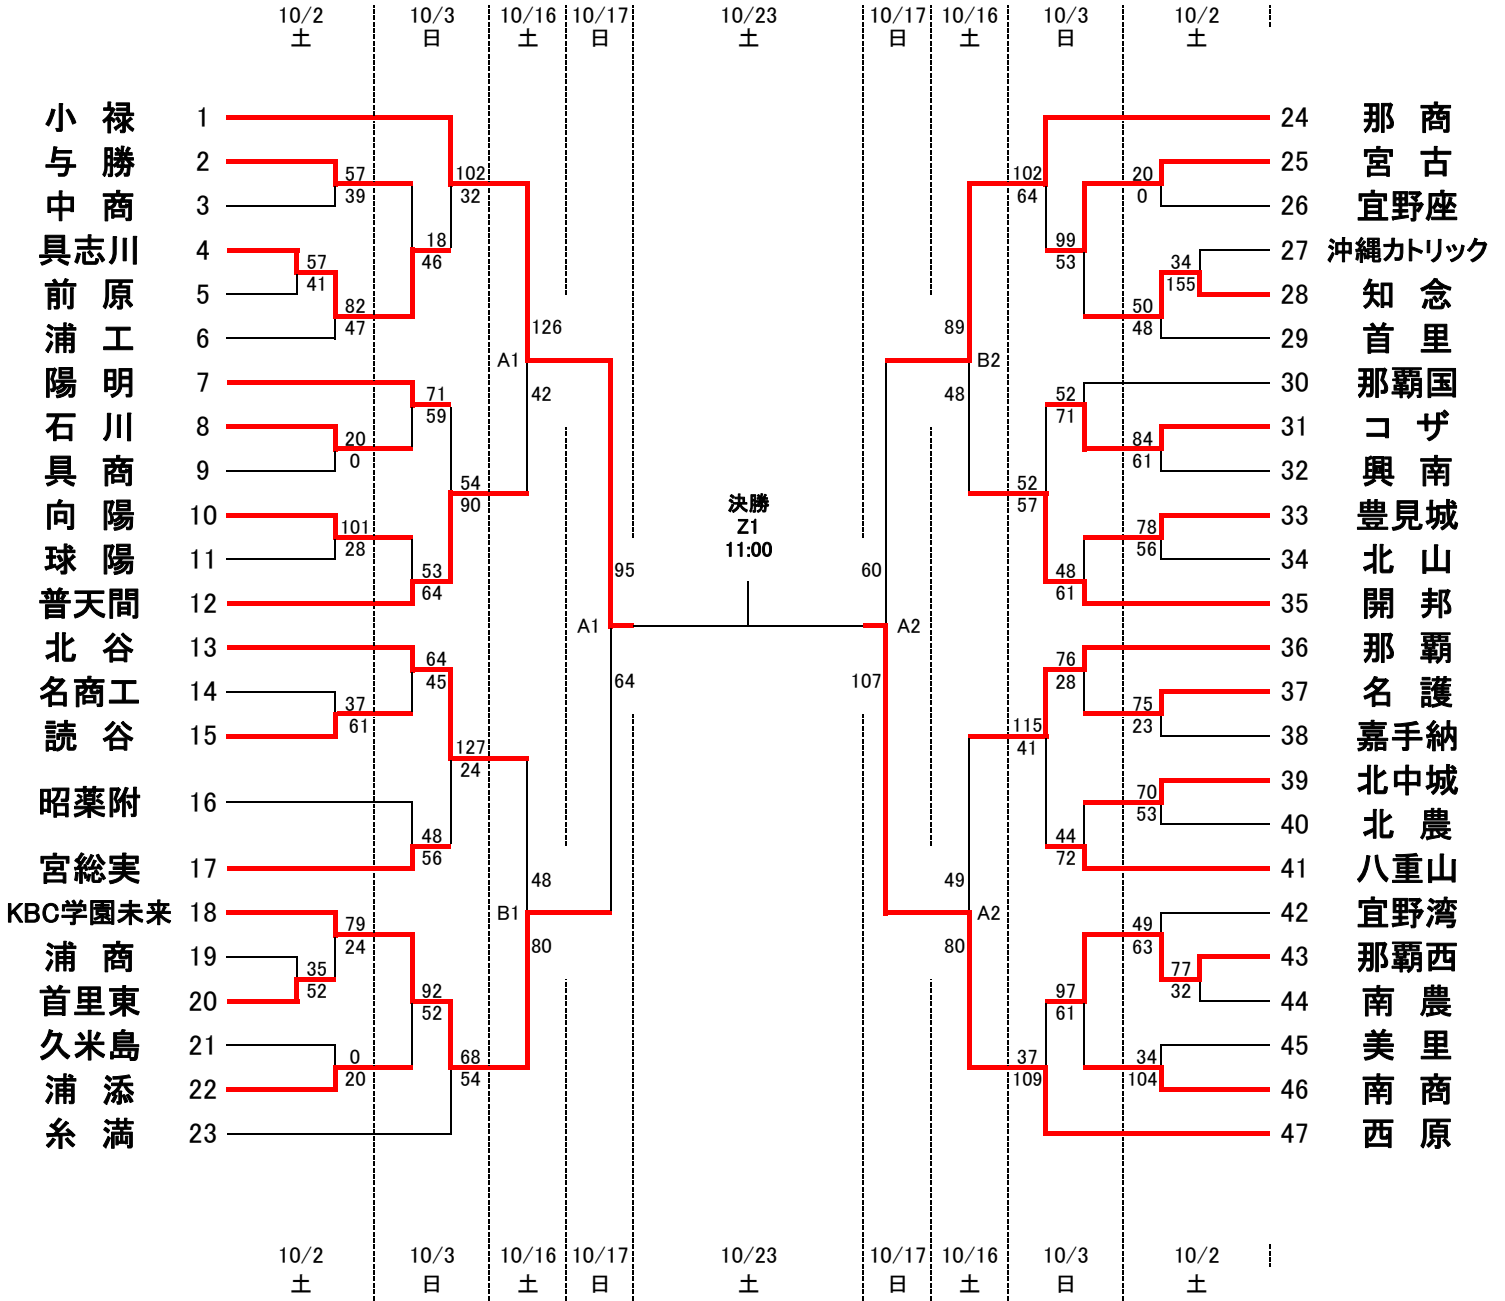 10/2 10/3 10/16 10/17 10/23 10/17 10/16 10/3 10/2
土 日 土 日 土 日 土 日 土
小 禄 1 24 那 商
与 勝 2 57 102 102 20 25 宮 古
39 32 64 0
中 商 3 26 宜野座
具志川 4 18 99 27 沖縄カトリック
57 46 53 34
41 155
前 原 5 28 知 念
82 50
47 126 89 48
浦 工 6 29 首 里
A1 B2
陽 明 7 71 42 48 52 30 那覇国
59 71
石 川 8 31 コ ザ
20 84
0 61
具 商 9 32 興 南
54 52
90 決勝 57
向 陽 10 33 豊見城
101 Z1 78
28 11:00 56
球 陽 11 34 北 山
53 95 60 48
64 61
普天間 12 35 開 邦
A1 A2
北 谷 13 36 那 覇
64 76
45 64 107 28
名商工 14 37 名 護
37 75
61 23
読 谷 15 38 嘉手納
127 115
24 41
昭薬附 16 39 北中城
70
53
48 40 北 農
56 44
72
宮総実 17 41 八重山
48 49
KBC学園未来 18 B1 A2 42 宜野湾
79 49
24 80 80 63
浦 商 19 43 那覇西
35 77
52 32
首里東 20 92 97 44 南 農
52 61
久米島 21 45 美 里
0 68 37 34
20 54 109 104
浦 添 22 46 南 商
糸 満 23 47 西 原
10/2 10/3 10/16 10/17 10/23 10/17 10/16 10/3 10/2
土 日 土 日 土 日 土 日 土